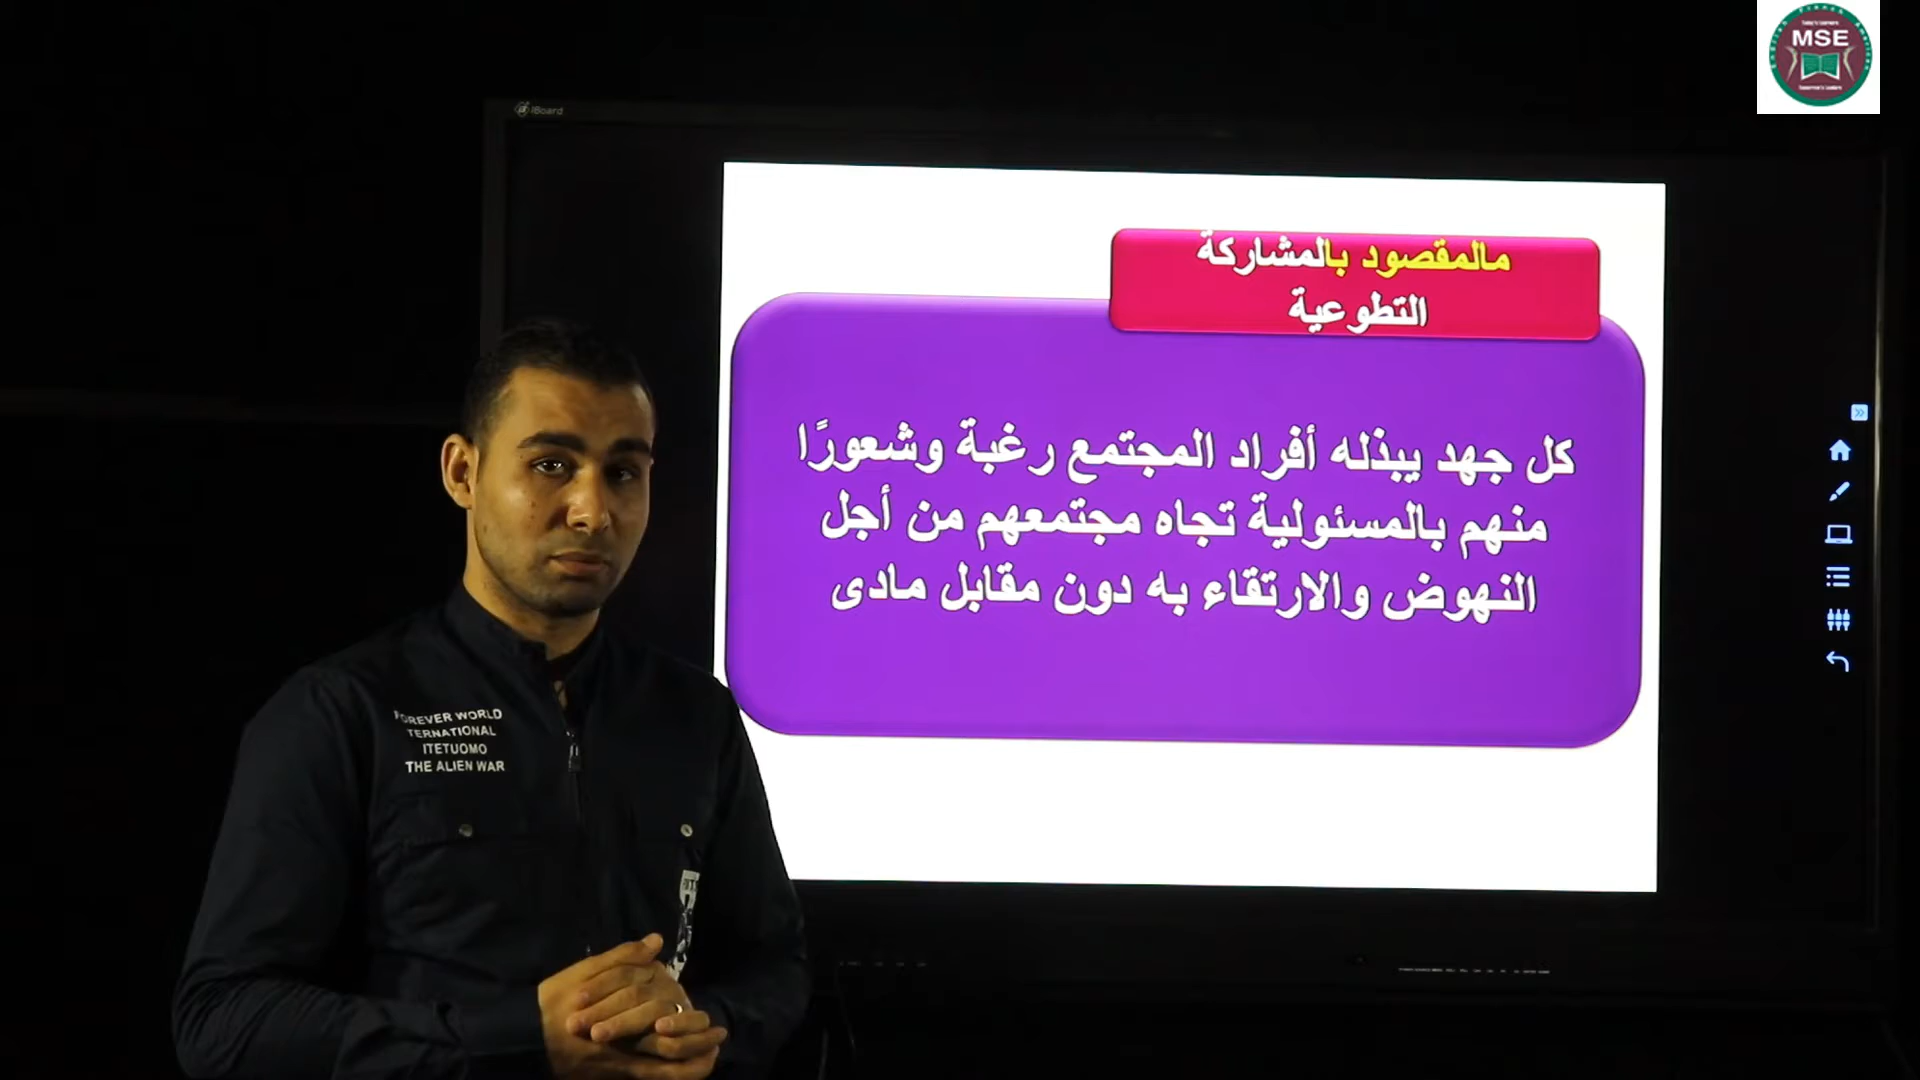 MSE
IBoard
مالمقصود بالمشاركة
التطوعية
كل جهد يبذله أفراد المجتمع رغبة وشعورًا
منهم بالمسئولية تجاه مجتمعهم من أجل
النهوض والارتقاء به دون مقابل مادى
FOREVER WORLD
TERNATIONAL
ITETUOMO
THE ALIEN WAR